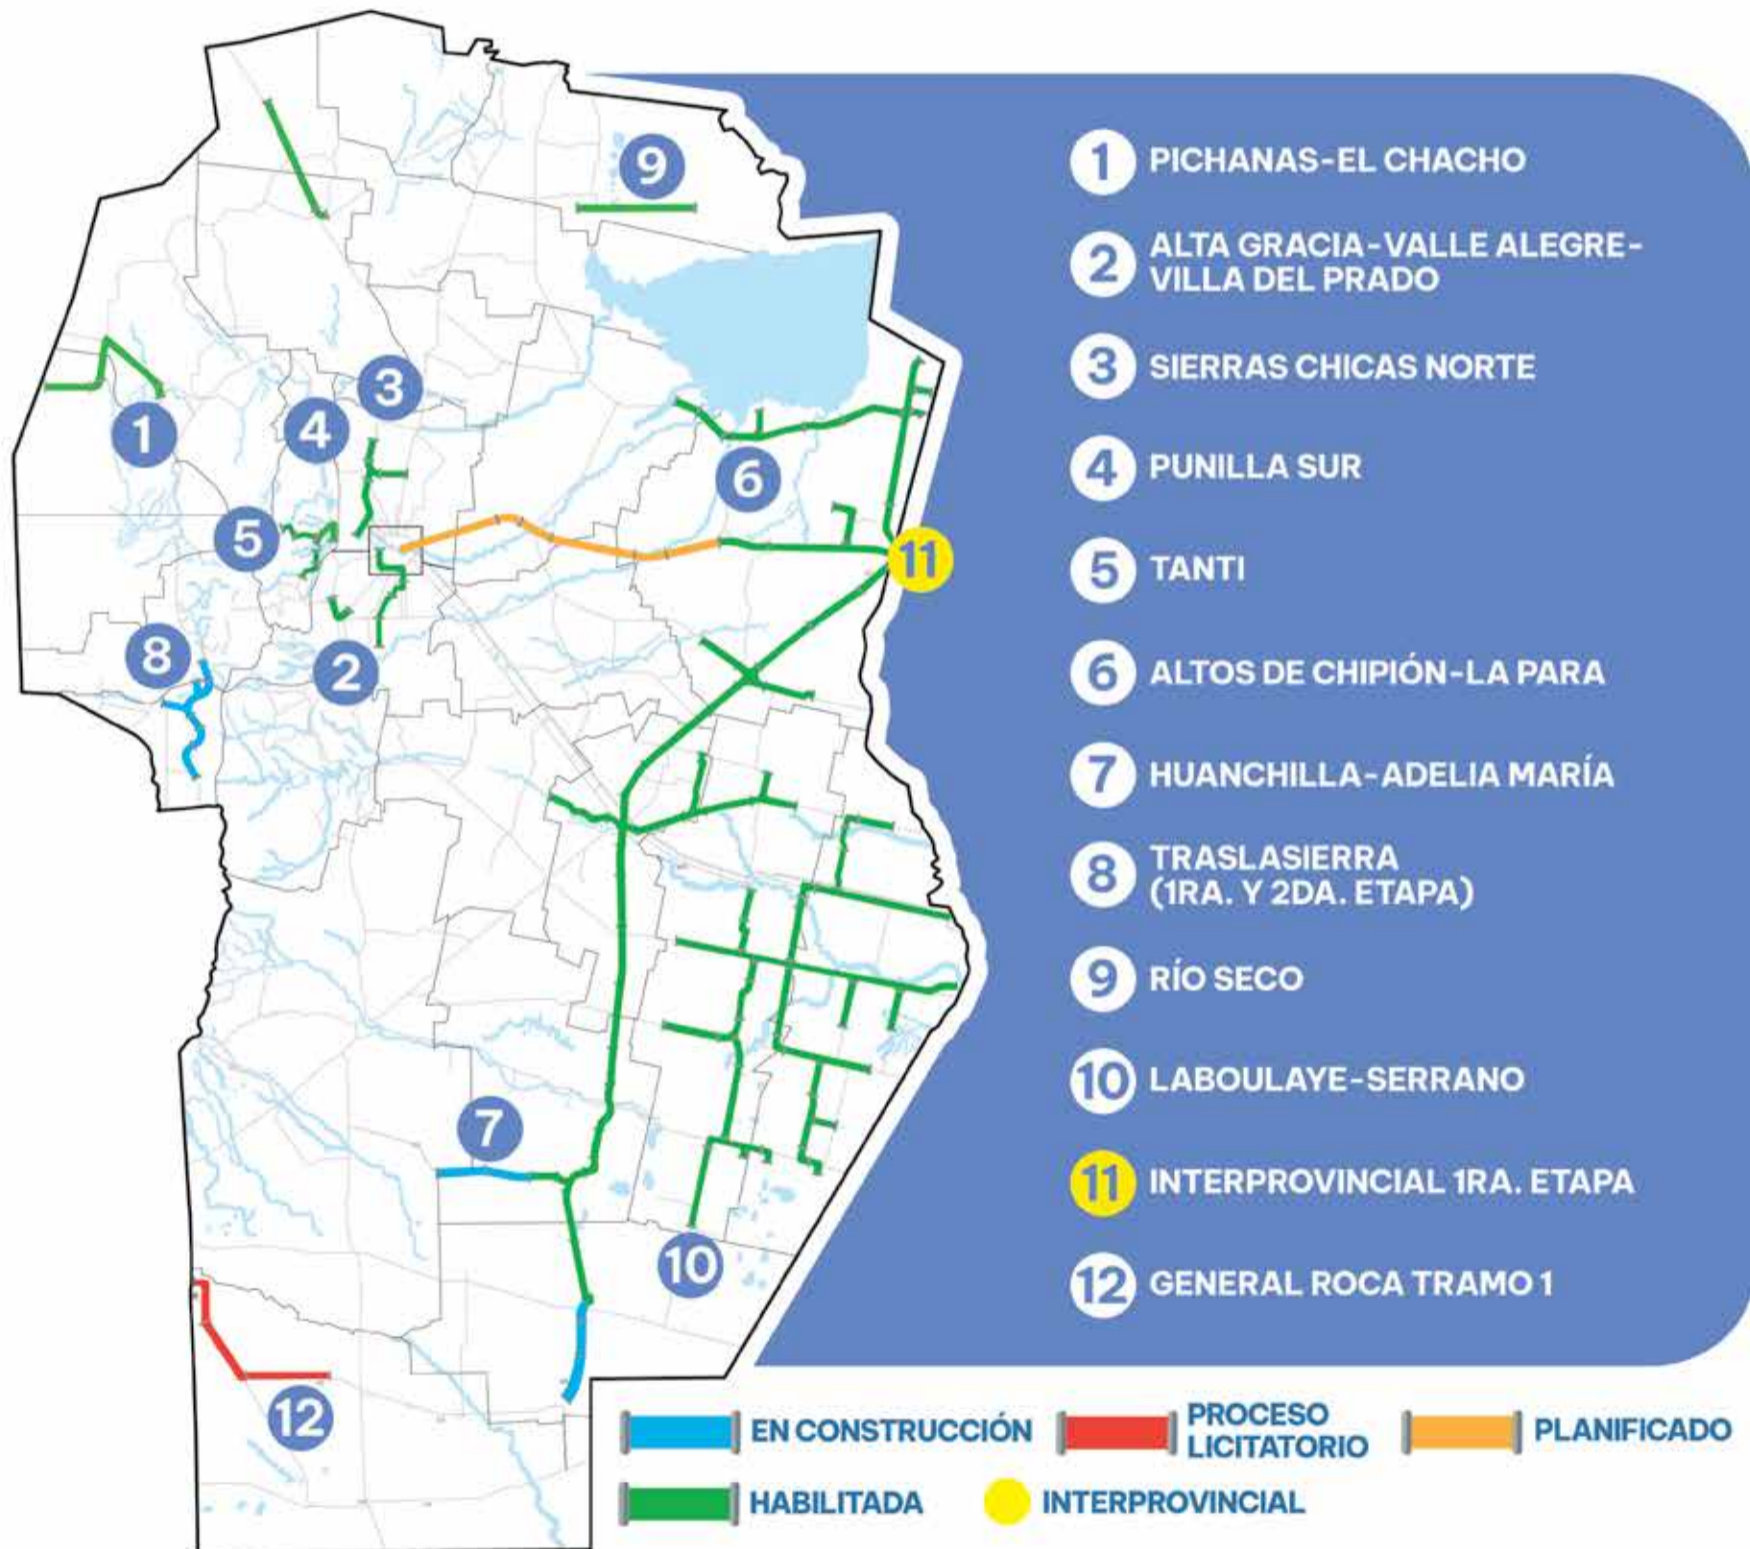 9
3
4
1
6
5
11
8
2
7
10
12
1 PICHANAS-EL CHACHO
2 ALTA GRACIA-VALLE ALEGRE-
VILLA DEL PRADO
3 SIERRAS CHICAS NORTE
4 PUNILLA SUR
5 TANTI
6 ALTOS DE CHIPIÓN-LA PARA
7 HUANCHILLA-ADELIA MARÍA
8 TRASLASIERRA
(1RA. Y 2DA. ETAPA)
9 RÍO SECO
10 LABOULAYE-SERRANO
11 INTERPROVINCIAL 1RA. ETAPA
12 GENERAL ROCA TRAMO 1
EN CONSTRUCCIÓN
PROCESO
LICITATORIO
PLANIFICADO
HABILITADA
INTERPROVINCIAL